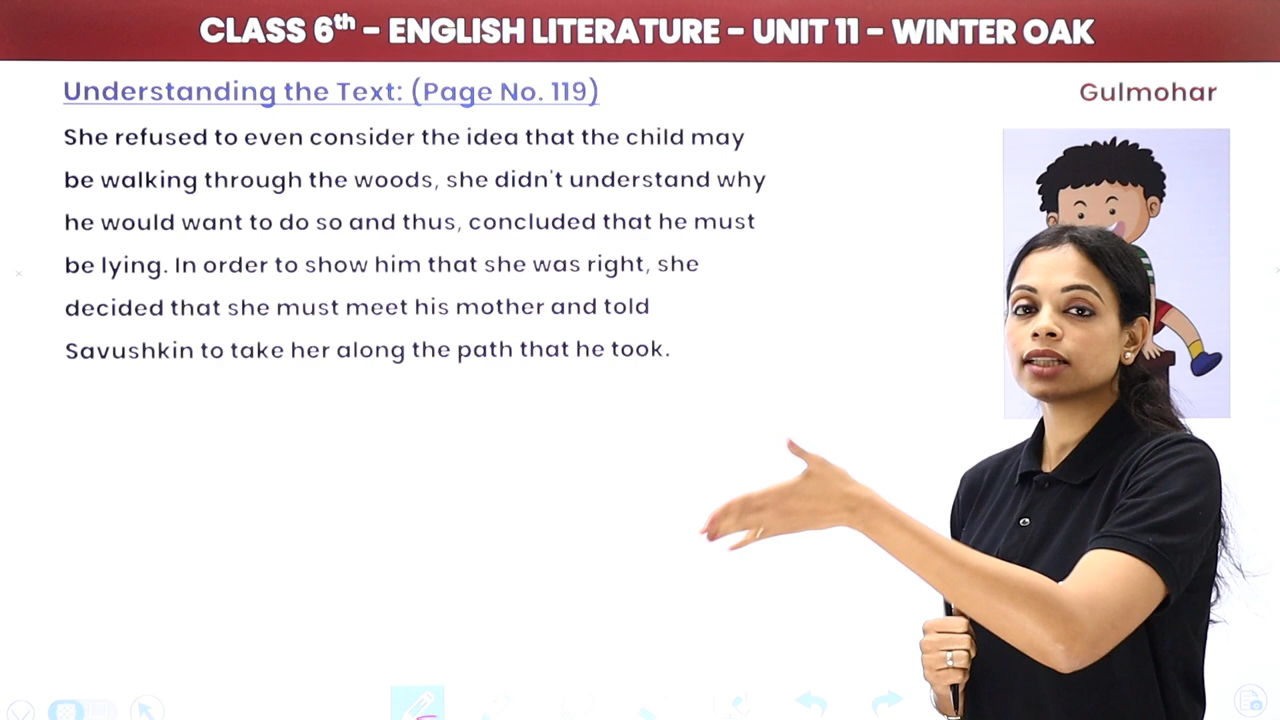 CLASS 6th – ENGLISH LITERATURE – UNIT 11 – WINTER OAK
Understanding the Text: (Page No. 119)
Gulmohar
She refused to even consider the idea that the child may
be walking through the woods, she didn't understand why
he would want to do so and thus, concluded that he must
be lying. In order to show him that she was right, she
decided that she must meet his mother and told
Savushkin to take her along the path that he took.